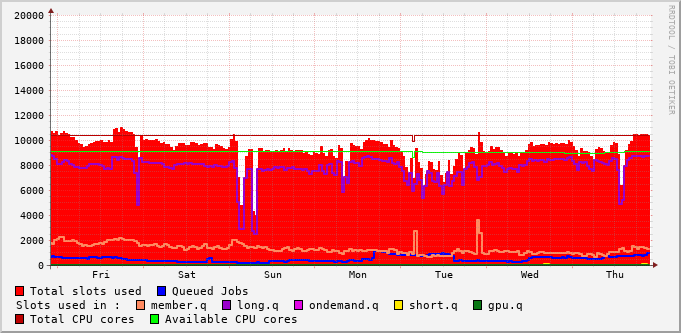 20000
18000
16000
14000
12000
10000
8000
6000
4000
2000
0
Fri Sat Sun Mon Tue Wed Thu
RRDTOOL / TOBI OETIKER
Total slots used Queued Jobs
Slots used in : member.q long.q ondemand.q short.q gpu.q
Total CPU cores Available CPU cores